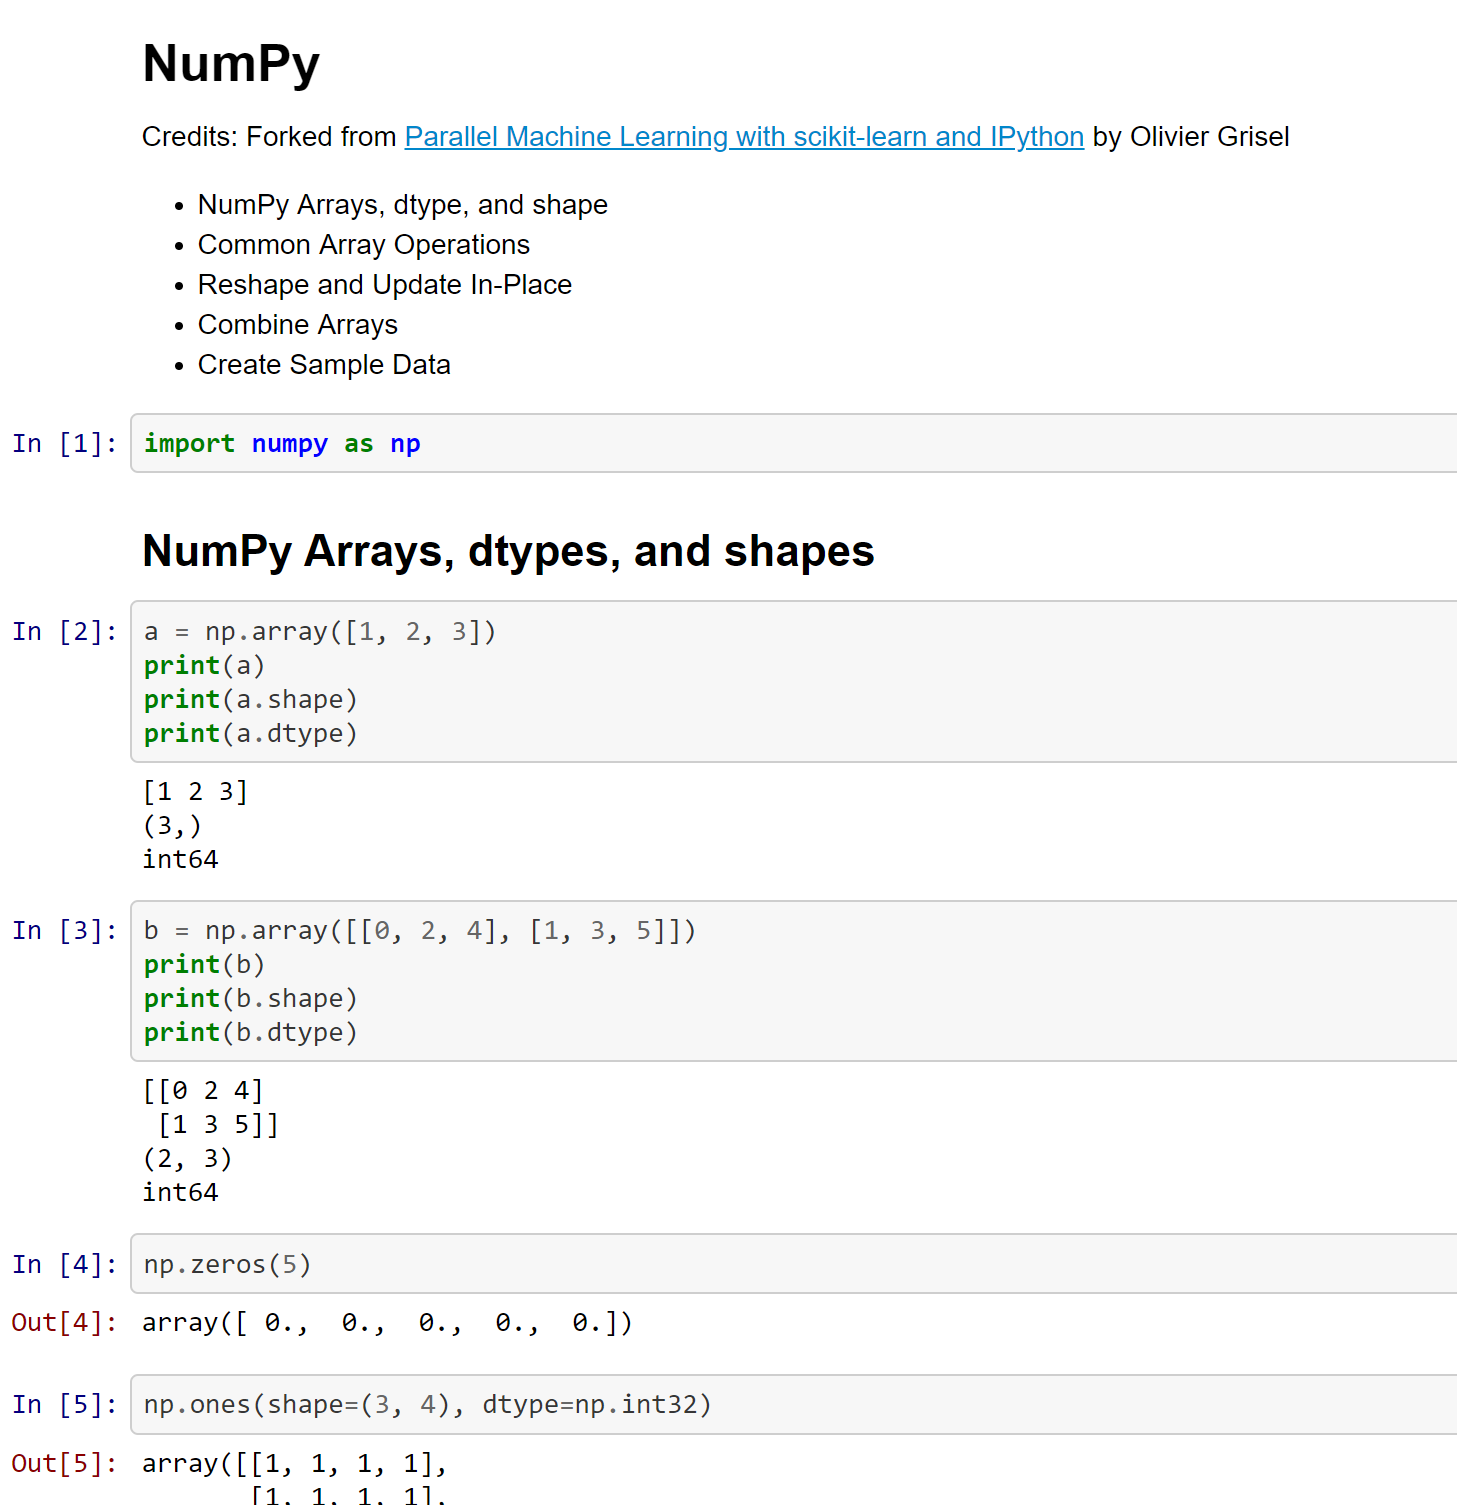 NumPy
Credits: Forked from Parallel Machine Learning with scikit-learn and IPython by Olivier Grisel
• NumPy Arrays, dtype, and shape
• Common Array Operations
• Reshape and Update In-Place
• Combine Arrays
• Create Sample Data
In [1]: import numpy as np
NumPy Arrays, dtypes, and shapes
In [2]: a = np.array([1, 2, 3])
print(a)
print(a.shape)
print(a.dtype)
[1 2 3]
(3,)
int64
In [3]: b = np.array([[0, 2, 4], [1, 3, 5]])
print(b)
print(b.shape)
print(b.dtype)
[[0 2 4]
 [1 3 5]]
(2, 3)
int64
In [4]: np.zeros(5)
Out[4]: array([ 0.,  0.,  0.,  0.,  0.])
In [5]: np.ones(shape=(3, 4), dtype=np.int32)
Out[5]: array([[1, 1, 1, 1],
       [1, 1, 1, 1],